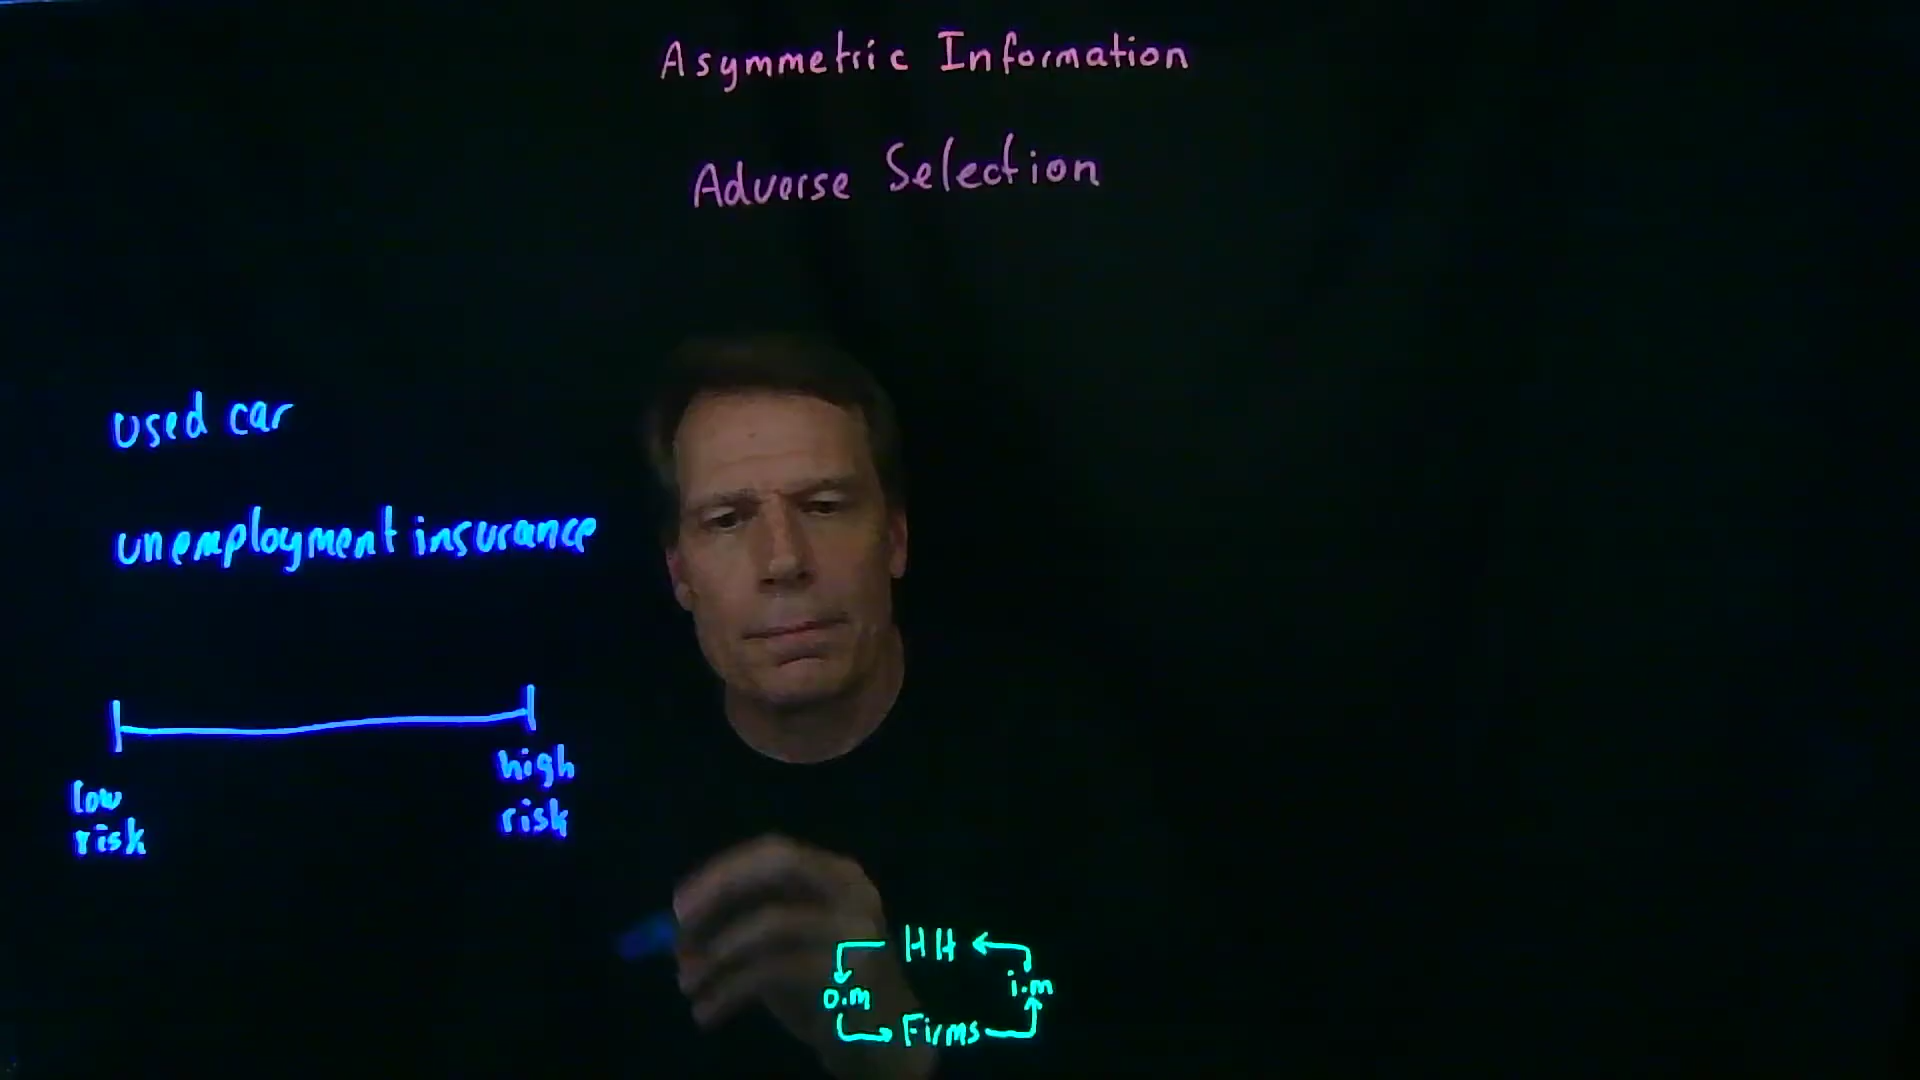 Asymmetric Information
Adverse Selection
used car
unemployment insurance
low
risk
high
risk
HH
o.m
i.m
Firms